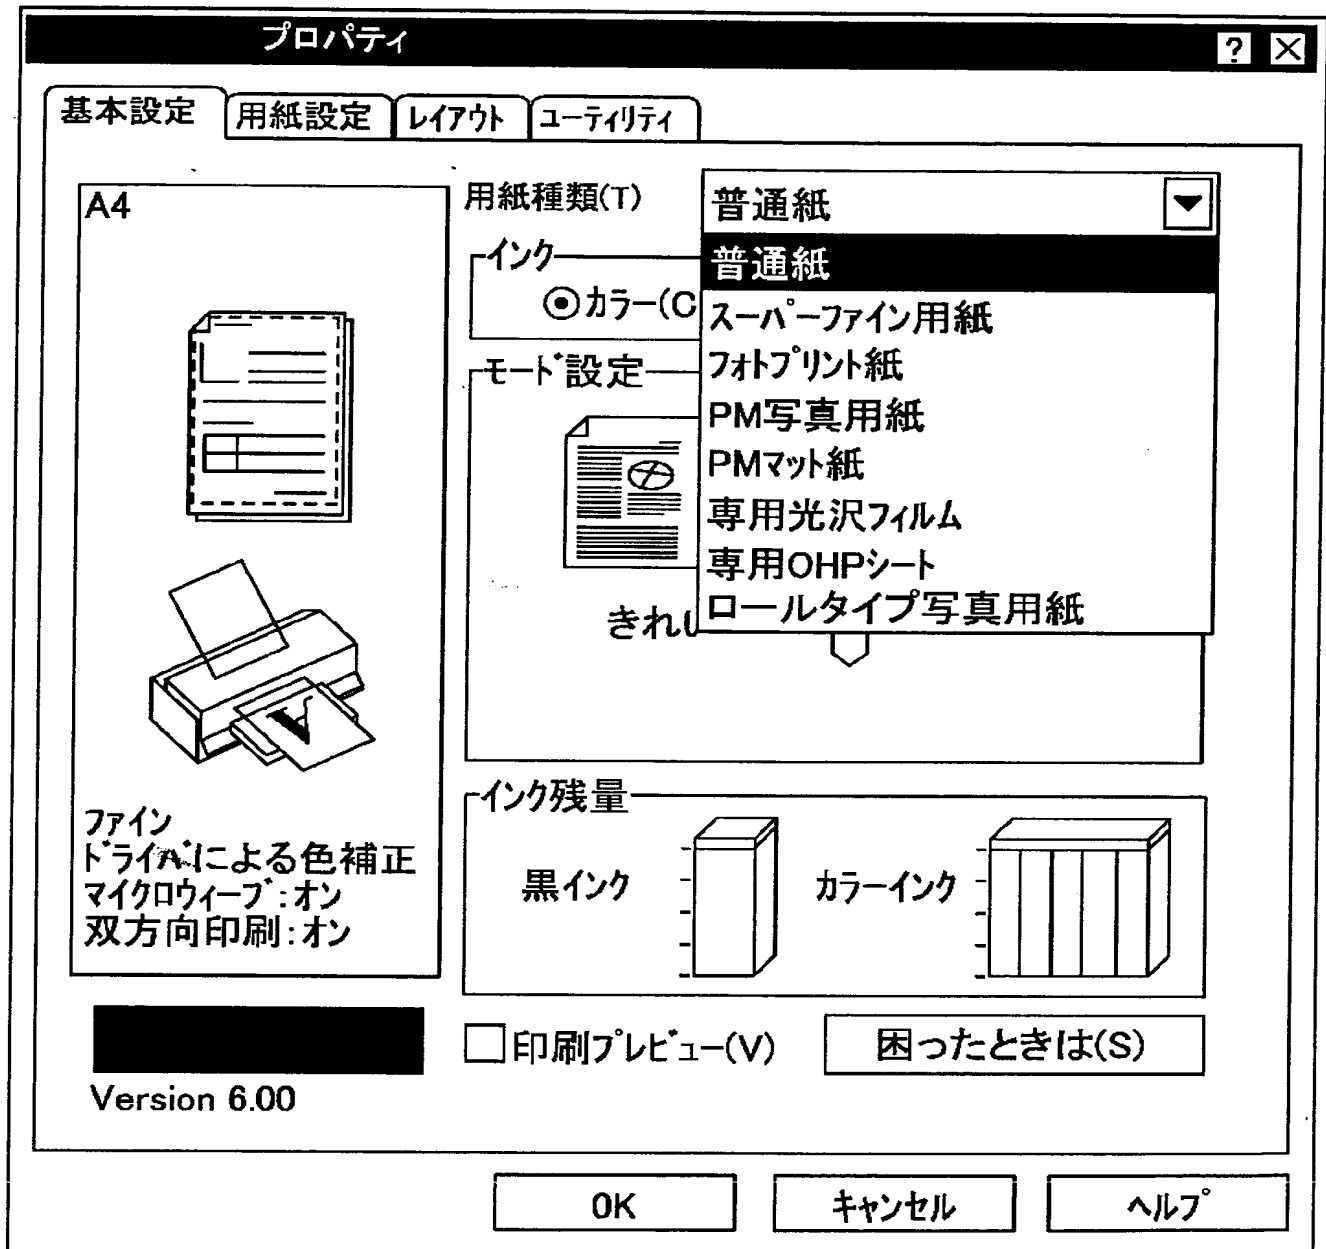 プロパティ
?
基本設定 用紙設定 レイアウト ユーティリティ
A4
用紙種類(T) 普通紙
普通紙
スーパーファイン用紙
フォトプリント紙
PM写真用紙
PMマット紙
専用光沢フィルム
専用OHPシート
ロールタイプ写真用紙
インク
カラー(C
モード設定
きれい
ファイン
ドライバによる色補正
マイクロウィーブ:オン
双方向印刷:オン
インク残量
黒インク カラーインク
印刷プレビュー(V) 困ったときは(S)
Version 6.00
OK キャンセル ヘルプ